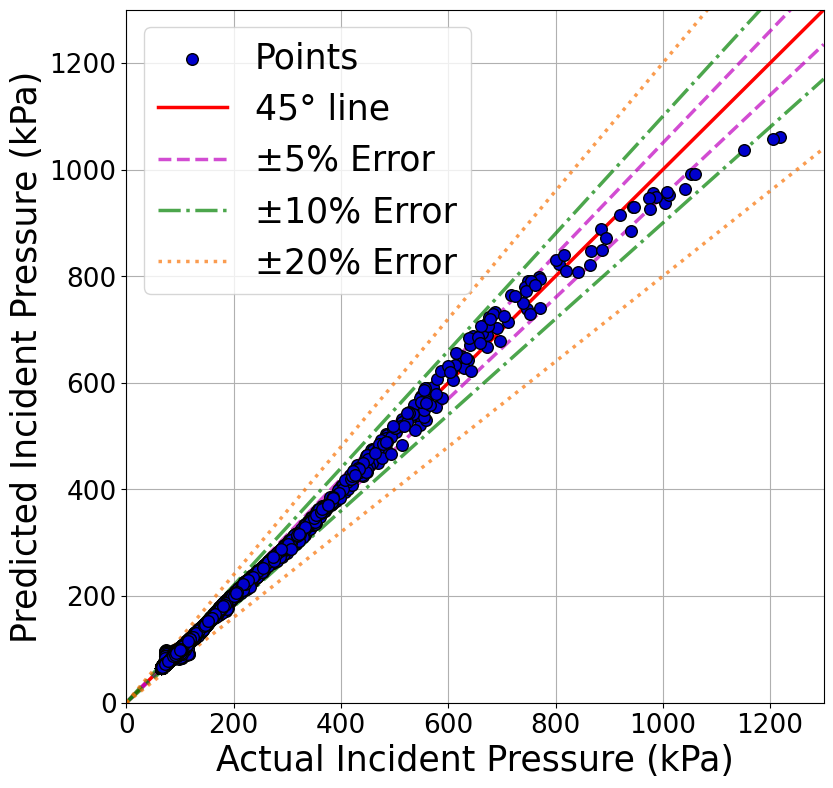 Points
45° line
±5% Error
±10% Error
±20% Error
Predicted Incident Pressure (kPa)
1200
1000
800
600
400
200
0
0 200 400 600 800 1000 1200
Actual Incident Pressure (kPa)